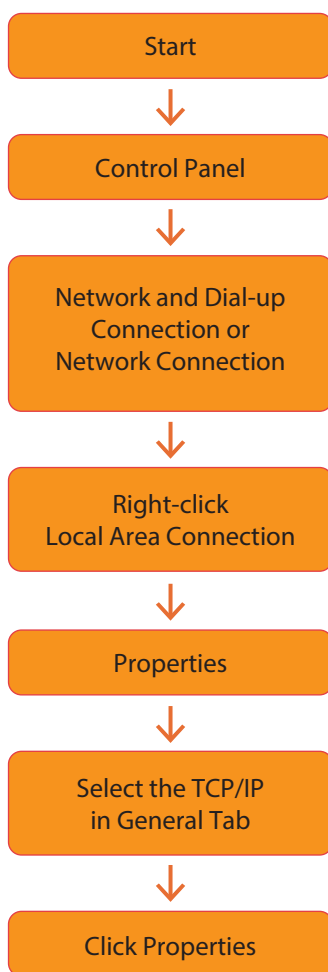 Start
Control Panel
Network and Dial-up
Connection or
Network Connection
Right-click
Local Area Connection
Properties
Select the TCP/IP
in General Tab
Click Properties